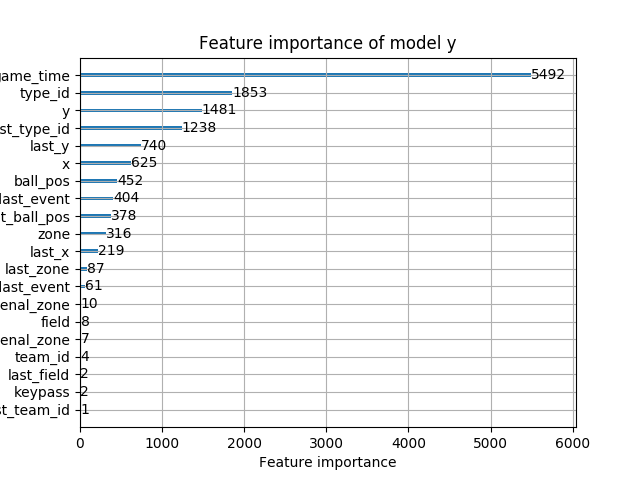 Feature importance of model y
ame_time 5492
type_id 1853
y 1481
st_type_id 1238
last_y 740
x 625
ball_pos 452
last_event 404
t_ball_pos 378
zone 316
last_x 219
last_zone 87
last_event 61
enal_zone 10
field 8
enal_zone 7
team_id 4
last_field 2
keypass 2
st_team_id 1
0 1000 2000 3000 4000 5000 6000
Feature importance